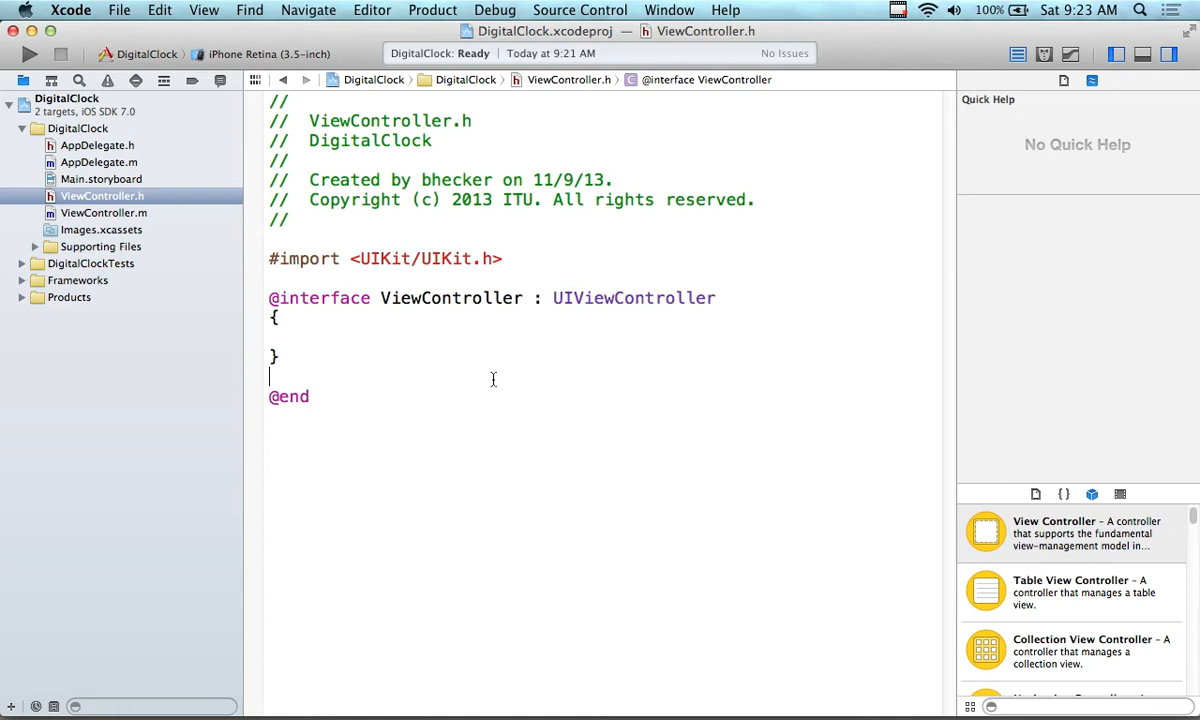 Xcode File Edit View Find Navigate Editor Product Debug Source Control Window Help 100% Sat 9:23 AM
DigitalClock.xcodeproj — ViewController.h
DigitalClock 〉 iPhone Retina (3.5-inch) DigitalClock: Ready Today at 9:21 AM No Issues
DigitalClock 〉 DigitalClock 〉 ViewController.h 〉 @interface ViewController
DigitalClock
2 targets, iOS SDK 7.0
DigitalClock
AppDelegate.h
AppDelegate.m
Main.storyboard
ViewController.h
ViewController.m
Images.xcassets
Supporting Files
DigitalClockTests
Frameworks
Products
//
// ViewController.h
// DigitalClock
//
// Created by bhecker on 11/9/13.
// Copyright (c) 2013 ITU. All rights reserved.
//
#import <UIKit/UIKit.h>
@interface ViewController : UIViewController
{
}
@end
Quick Help
No Quick Help
View Controller – A controller
that supports the fundamental
view-management model in...
Table View Controller – A
controller that manages a table
view.
Collection View Controller – A
controller that manages a
collection view.